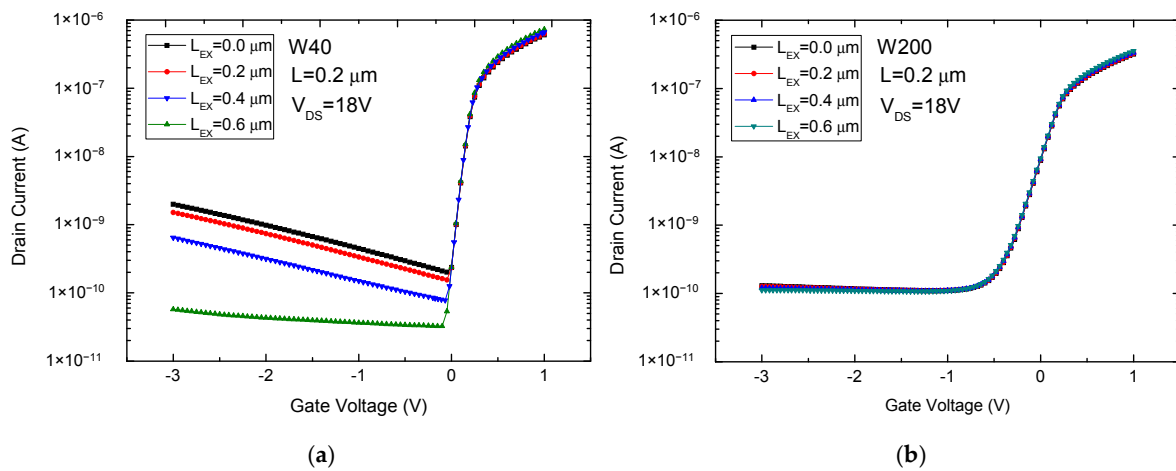 1×10⁻⁶
1×10⁻⁷
1×10⁻⁸
1×10⁻⁹
1×10⁻¹⁰
1×10⁻¹¹
Drain Current (A)
L_EX=0.0 μm
L_EX=0.2 μm
L_EX=0.4 μm
L_EX=0.6 μm
W40
L=0.2 μm
V_DS=18V
-3 -2 -1 0 1
Gate Voltage (V)
(a)
1×10⁻⁶
1×10⁻⁷
1×10⁻⁸
1×10⁻⁹
1×10⁻¹⁰
1×10⁻¹¹
Drain Current (A)
L_EX=0.0 μm
L_EX=0.2 μm
L_EX=0.4 μm
L_EX=0.6 μm
W200
L=0.2 μm
V_DS=18V
-3 -2 -1 0 1
Gate Voltage (V)
(b)